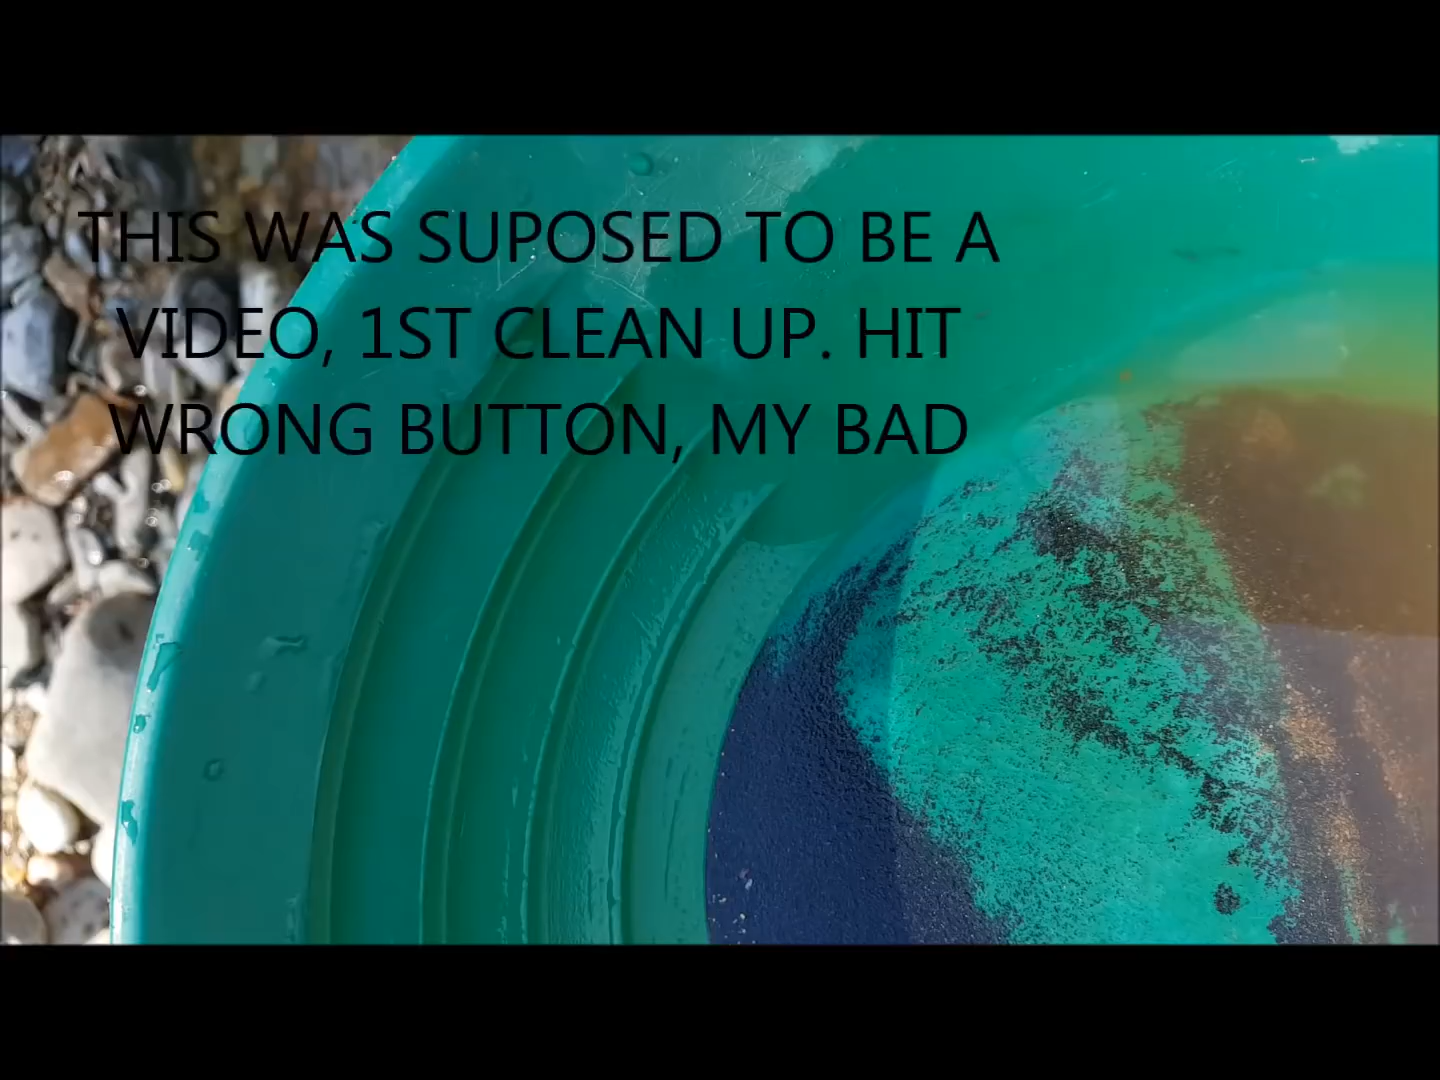 THIS WAS SUPOSED TO BE A
VIDEO, 1ST CLEAN UP. HIT
WRONG BUTTON, MY BAD